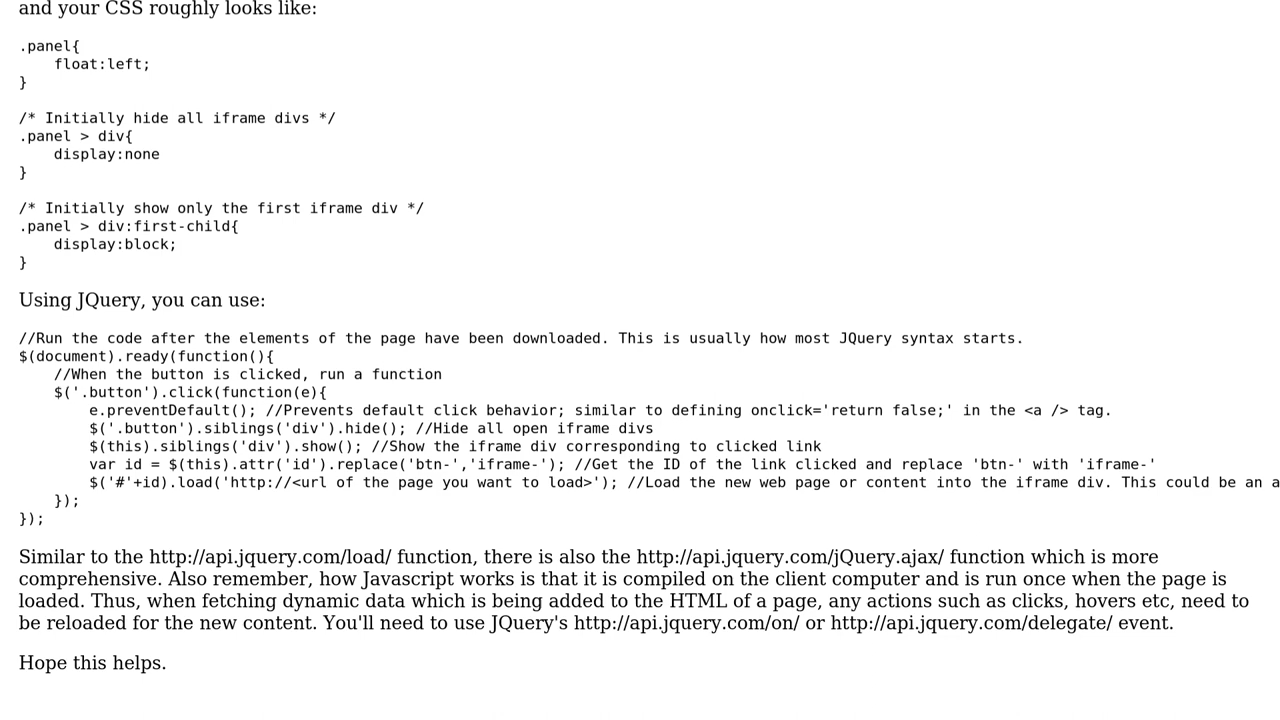 and your CSS roughly looks like:
.panel{
    float:left;
}
/* Initially hide all iframe divs */
.panel > div{
    display:none
}
/* Initially show only the first iframe div */
.panel > div:first-child{
    display:block;
}
Using JQuery, you can use:
//Run the code after the elements of the page have been downloaded. This is usually how most JQuery syntax starts.
$(document).ready(function(){
    //When the button is clicked, run a function
    $('.button').click(function(e){
        e.preventDefault(); //Prevents default click behavior; similar to defining onclick='return false;' in the <a /> tag.
        $('.button').siblings('div').hide(); //Hide all open iframe divs
        $(this).siblings('div').show(); //Show the iframe div corresponding to clicked link
        var id = $(this).attr('id').replace('btn-','iframe-'); //Get the ID of the link clicked and replace 'btn-' with 'iframe-'
        $('#'+id).load('http://<url of the page you want to load>'); //Load the new web page or content into the iframe div. This could be an a
    });
});
Similar to the http://api.jquery.com/load/ function, there is also the http://api.jquery.com/jQuery.ajax/ function which is more
comprehensive. Also remember, how Javascript works is that it is compiled on the client computer and is run once when the page is
loaded. Thus, when fetching dynamic data which is being added to the HTML of a page, any actions such as clicks, hovers etc, need to
be reloaded for the new content. You'll need to use JQuery's http://api.jquery.com/on/ or http://api.jquery.com/delegate/ event.
Hope this helps.